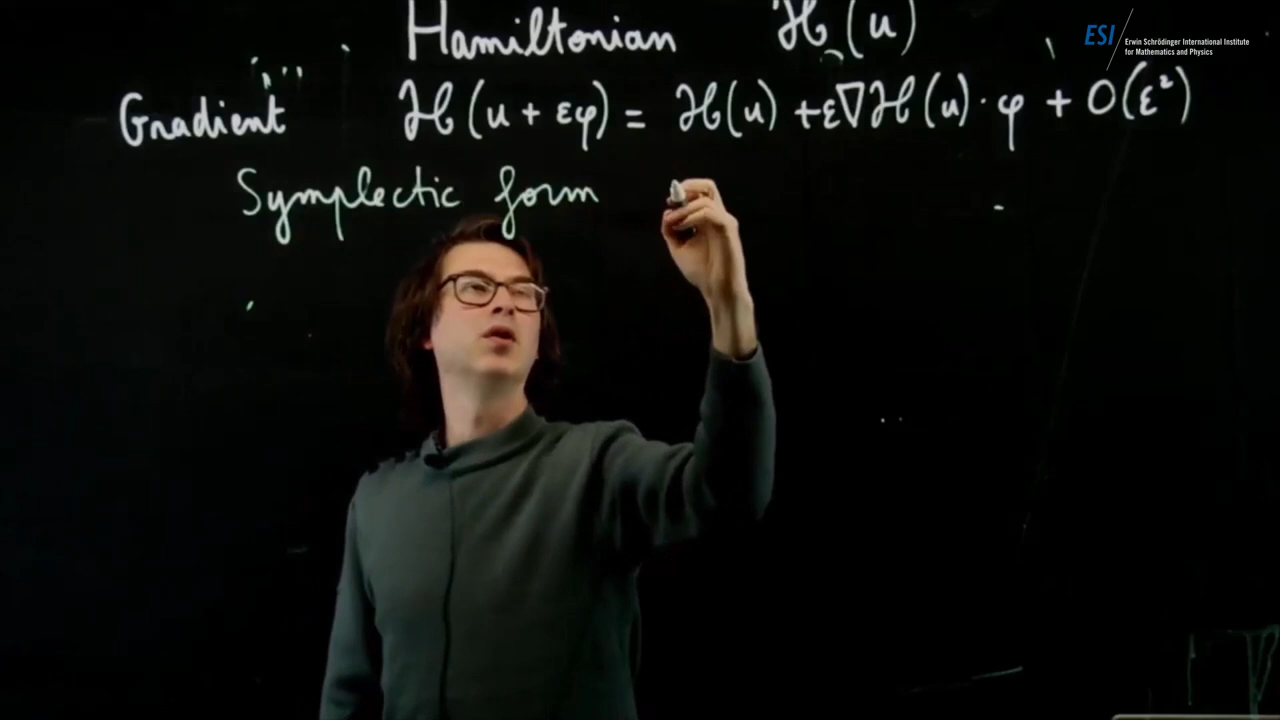 Hamiltonian ℋ(u)
ESI Erwin Schrödinger International Institute
for Mathematics and Physics
Gradient ℋ(u + εφ) = ℋ(u) + ε∇ℋ(u)·φ + O(ε²)
Symplectic form